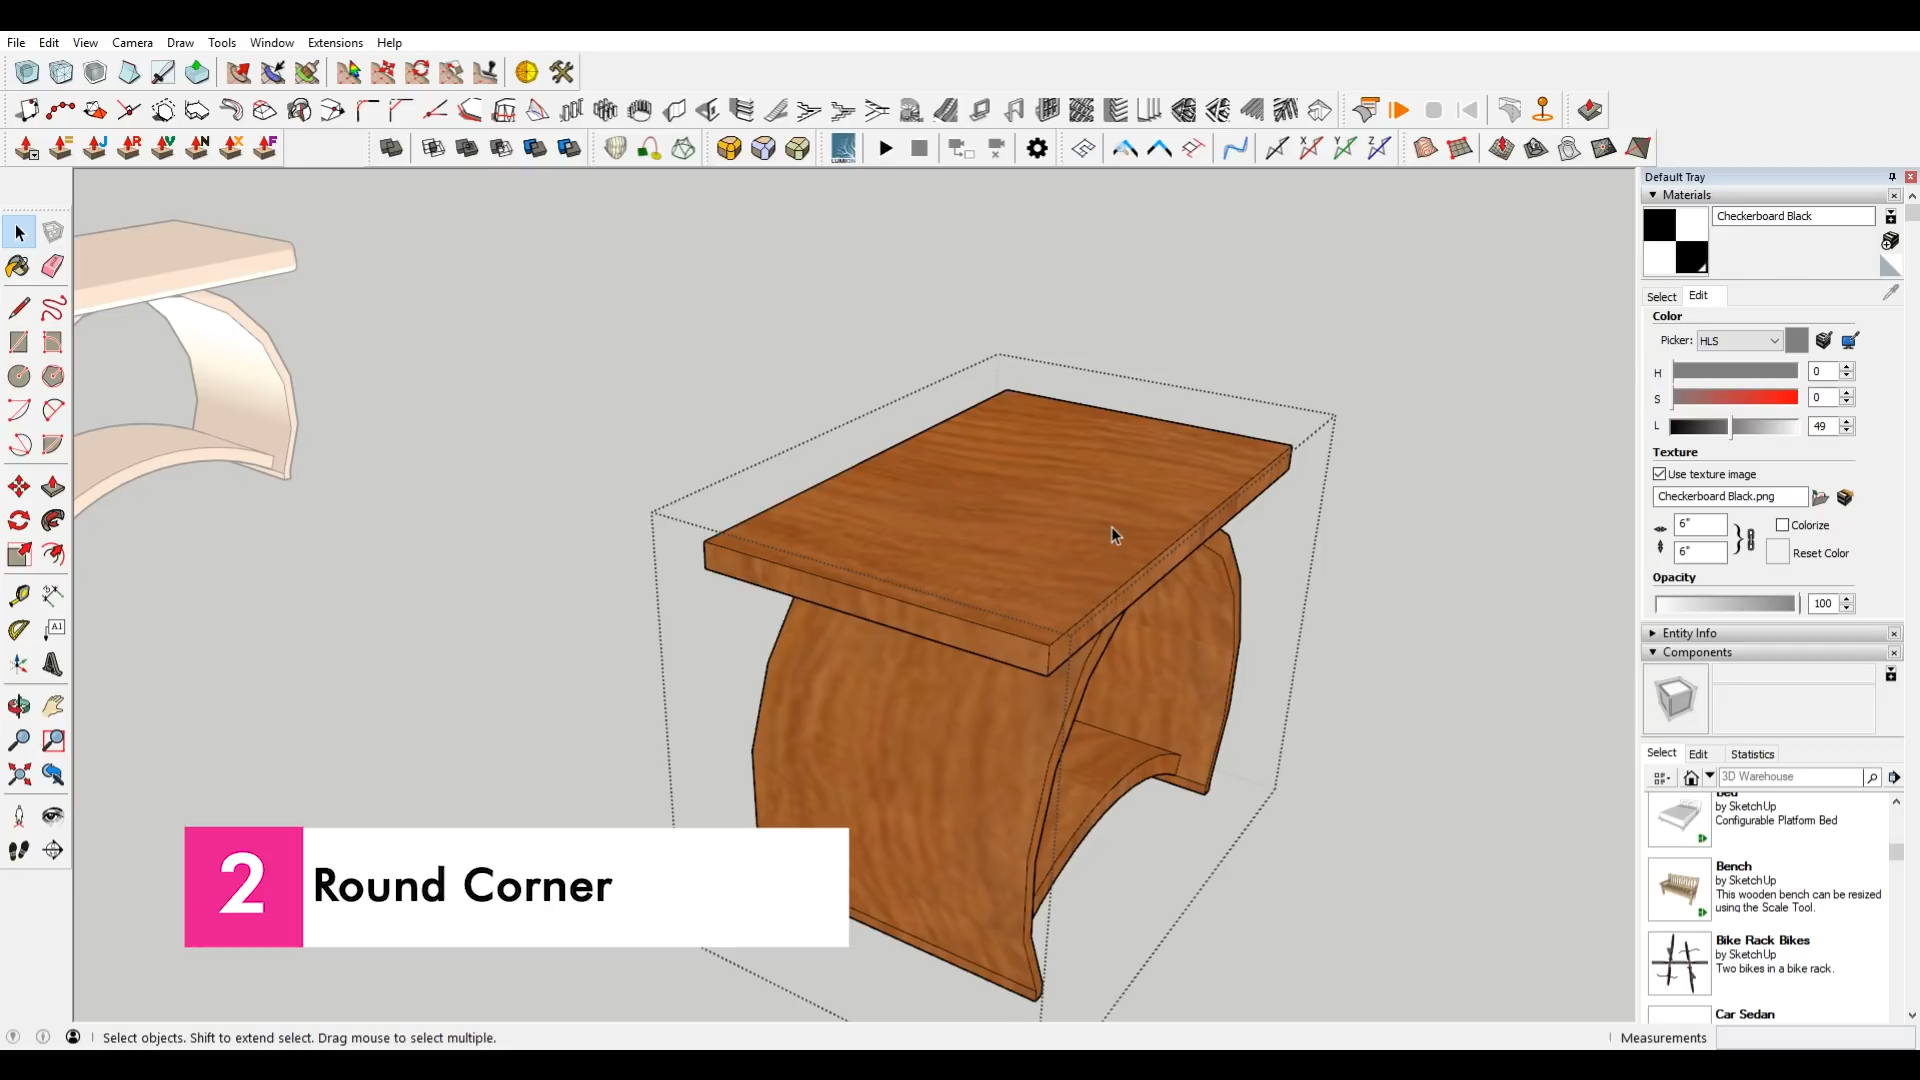 File Edit View Camera Draw Tools Window Extensions Help
J R V N X F
LUMION
X Y Z
Default Tray
Materials
Checkerboard Black
Select Edit
Color
Picker: HLS
H 0
S 0
L 49
Texture
Use texture image
Checkerboard Black.png
6" Colorize
6" Reset Color
Opacity
100
Entity Info
Components
Select Edit Statistics
3D Warehouse
Bed
by SketchUp
Configurable Platform Bed
Bench
by SketchUp
This wooden bench can be resized
using the Scale Tool.
Bike Rack Bikes
by SketchUp
Two bikes in a bike rack.
Car Sedan
A1
2 Round Corner
Select objects. Shift to extend select. Drag mouse to select multiple.
Measurements